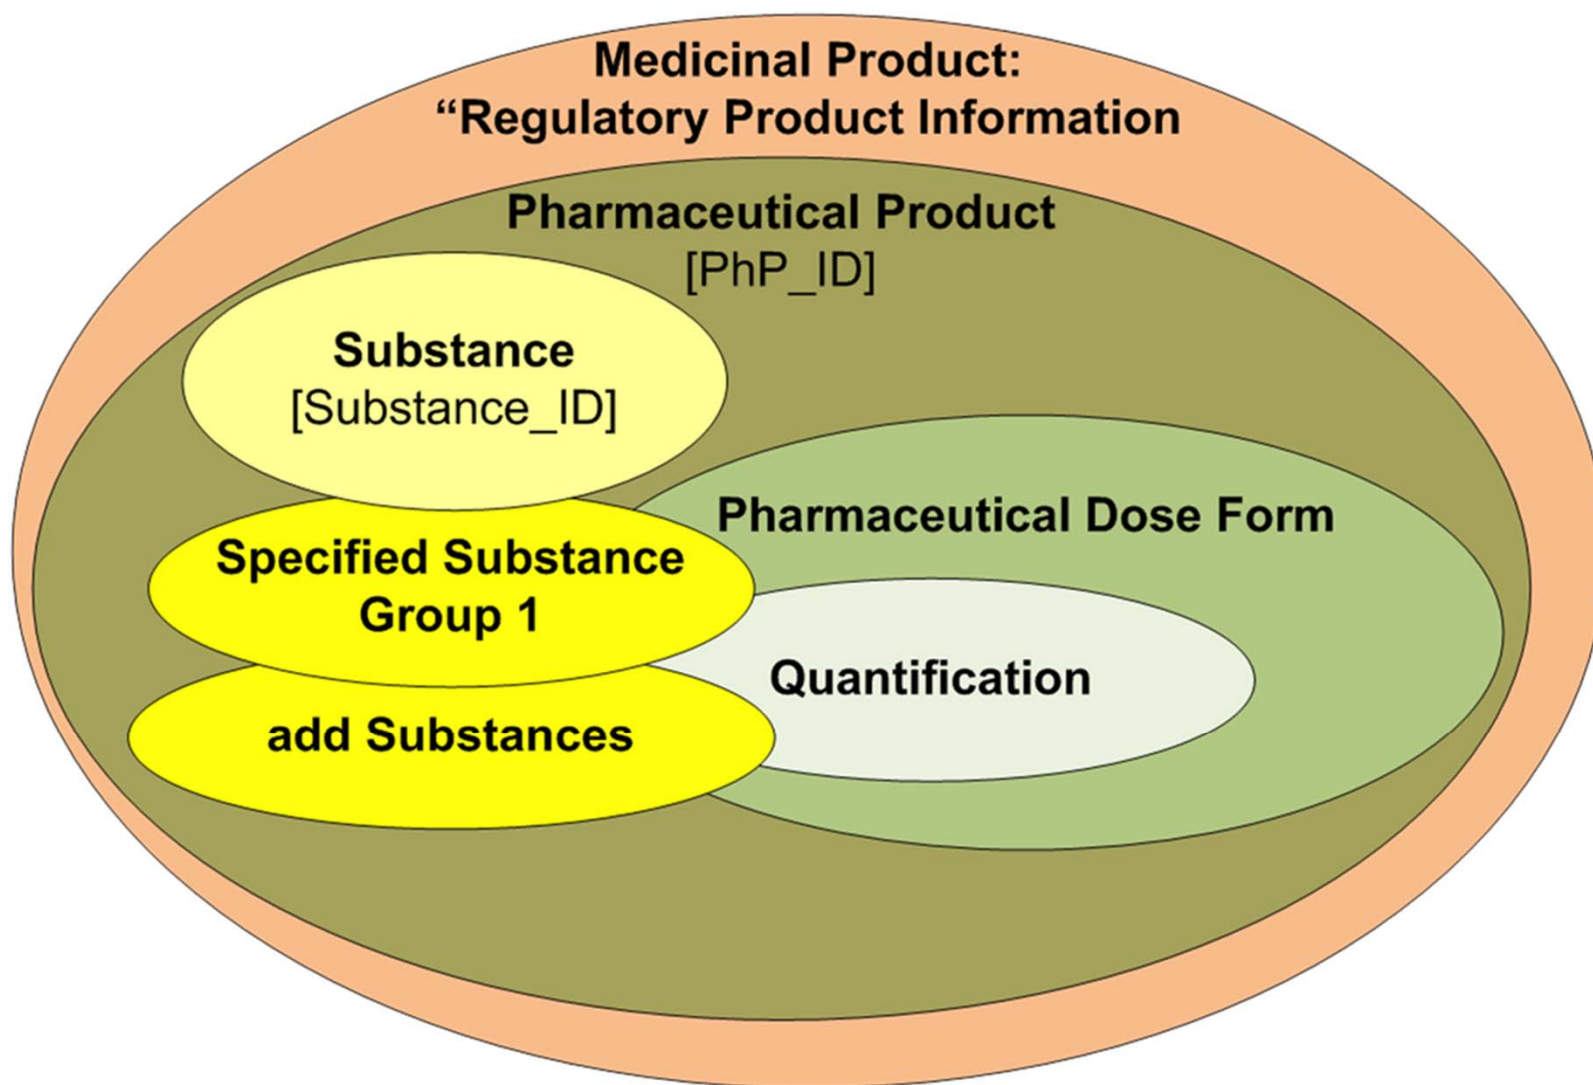 Medicinal Product:
“Regulatory Product Information
Pharmaceutical Product
[PhP_ID]
Substance
[Substance_ID]
Pharmaceutical Dose Form
Specified Substance
Group 1
Quantification
add Substances